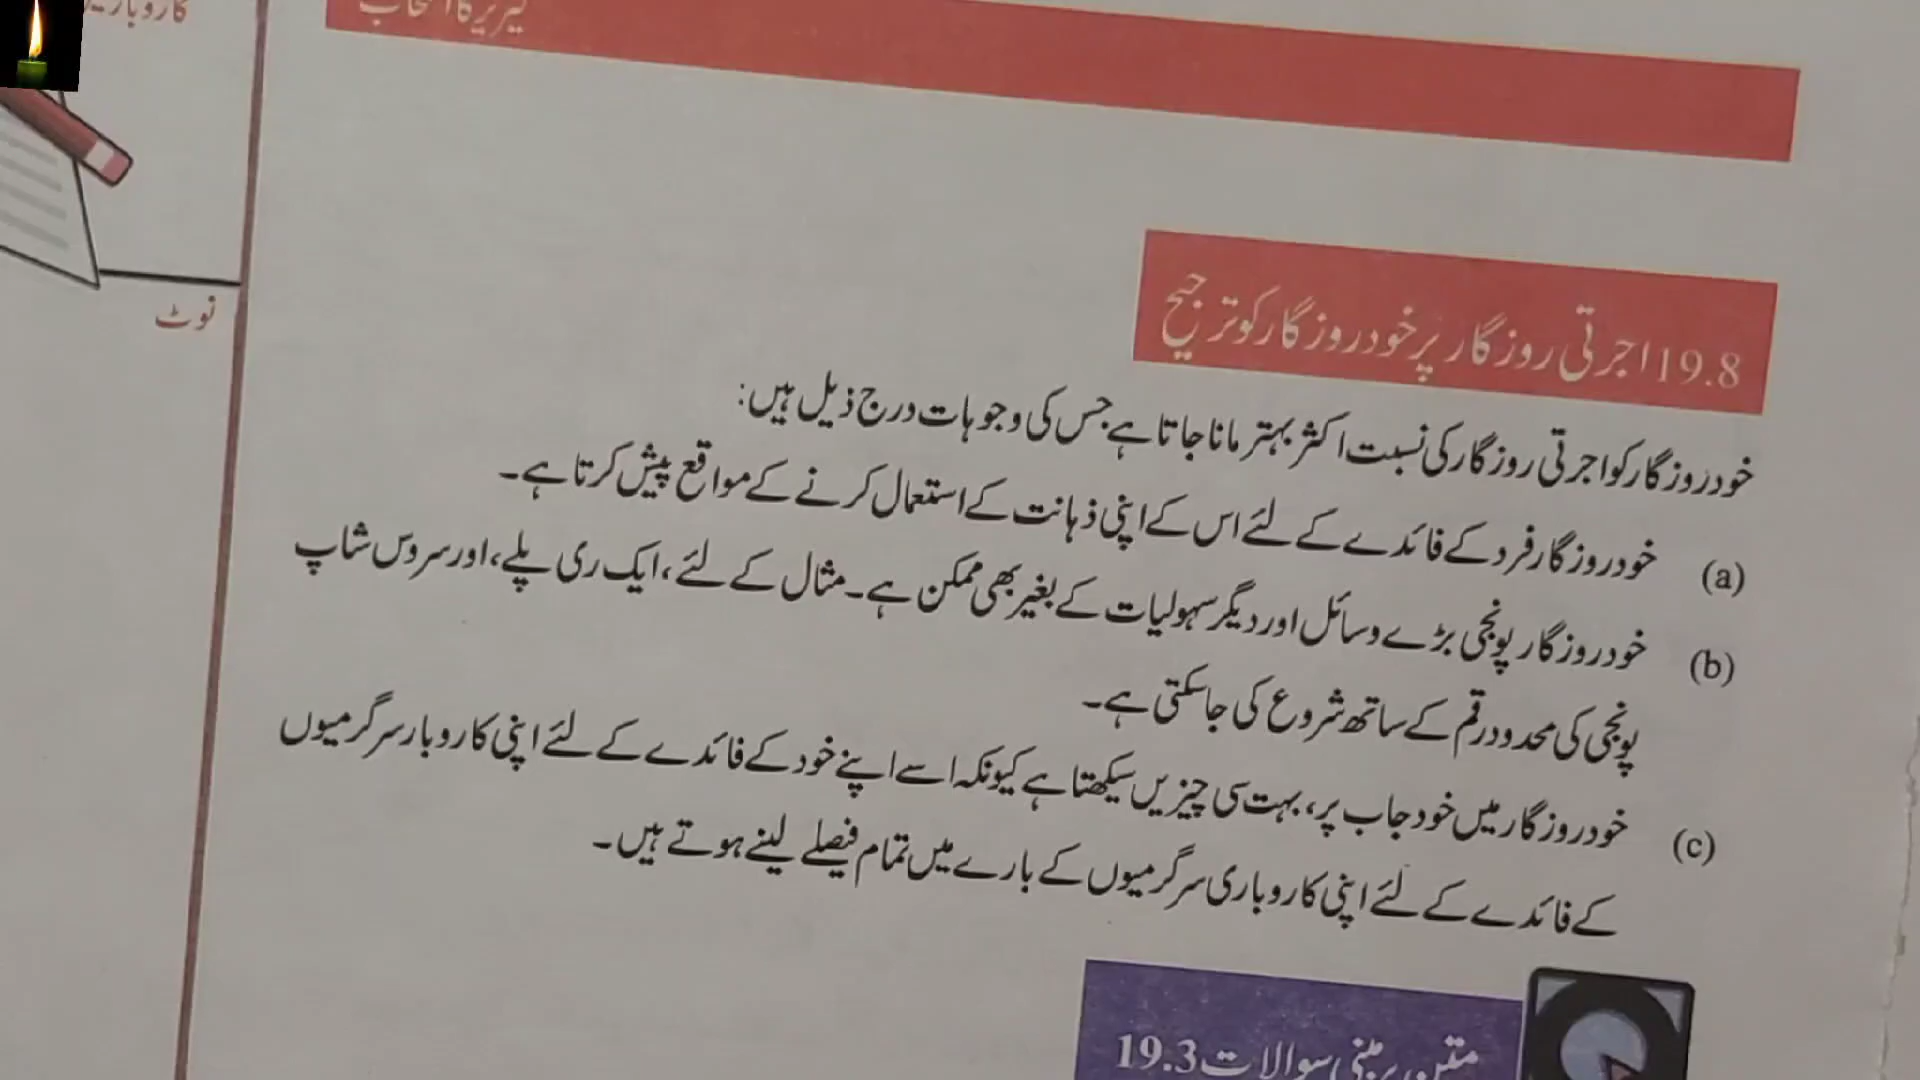 کیریئر کا انتخاب
نوٹ
19.8 اجرتی روزگار پر خود روزگار کو ترجیح
خود روزگار کو اجرتی روزگار کی نسبت اکثر بہتر مانا جاتا ہے جس کی وجوہات درج ذیل ہیں:
(a) خود روزگار فرد کے فائدے کے لئے اس کے اپنی ذہانت کے استعمال کرنے کے مواقع پیش کرتا ہے۔
(b) خود روزگار پونجی بڑے وسائل اور دیگر سہولیات کے بغیر بھی ممکن ہے۔ مثال کے لئے، ایک ری پلے، اور سروس شاپ
پونجی کی محدود رقم کے ساتھ شروع کی جاسکتی ہے۔
(c) خود روزگار میں خود جاب پر، بہت سی چیزیں سیکھتا ہے کیونکہ اسے اپنے خود کے فائدے کے لئے اپنی کاروبار سرگرمیوں
کے فائدے کے لئے اپنی کاروباری سرگرمیوں کے بارے میں تمام فیصلے لینے ہوتے ہیں۔
متن پر مبنی سوالات 19.3